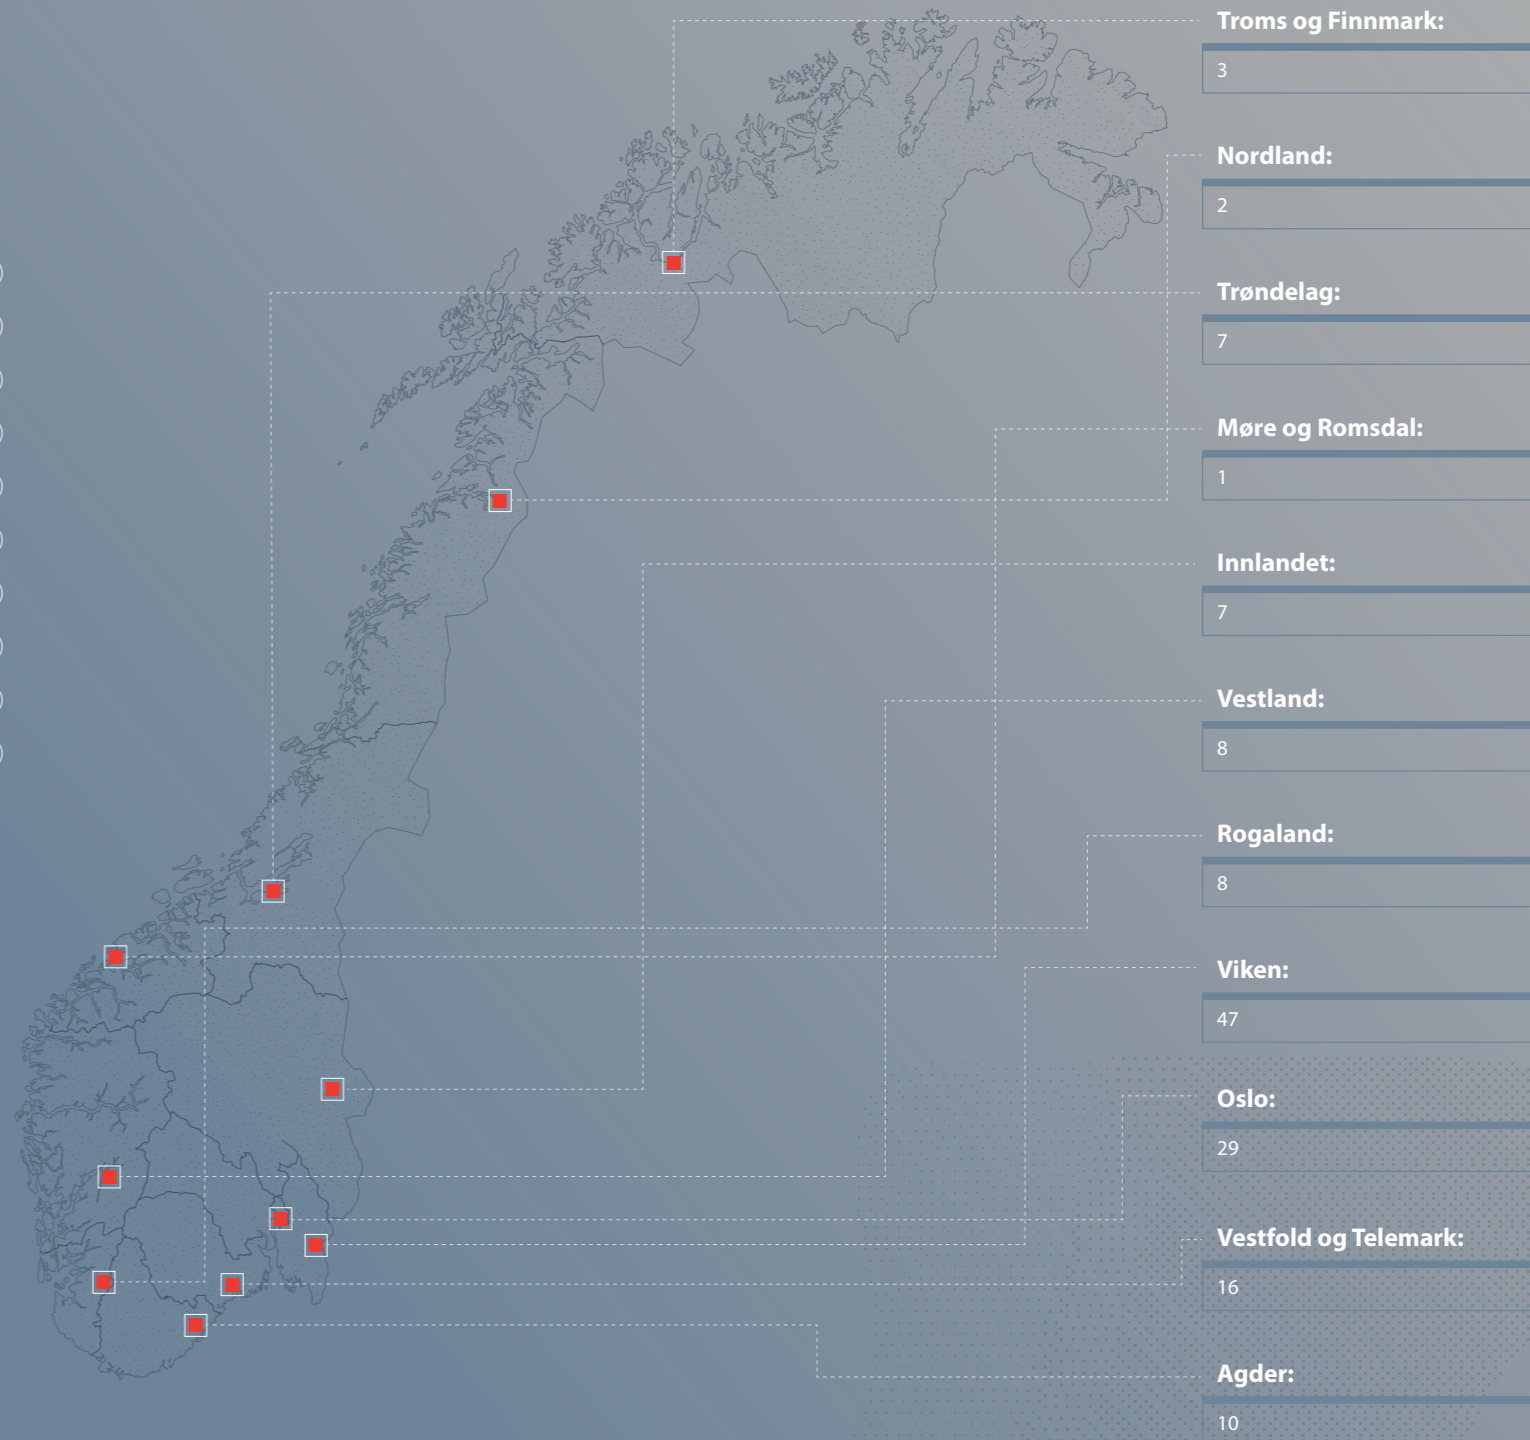 Troms og Finnmark:
3
Nordland:
2
Trøndelag:
7
Møre og Romsdal:
1
Innlandet:
7
Vestland:
8
Rogaland:
8
Viken:
47
Oslo:
29
Vestfold og Telemark:
16
Agder:
10